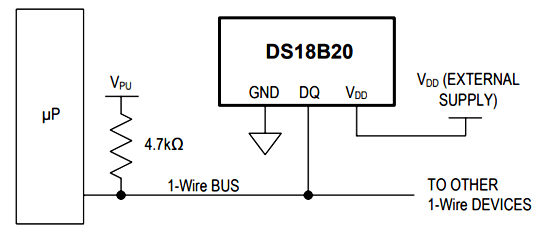 DS18B20
GND DQ VDD
VDD (EXTERNAL
SUPPLY)
VPU
µP
4.7kΩ
1-Wire BUS
TO OTHER
1-Wire DEVICES